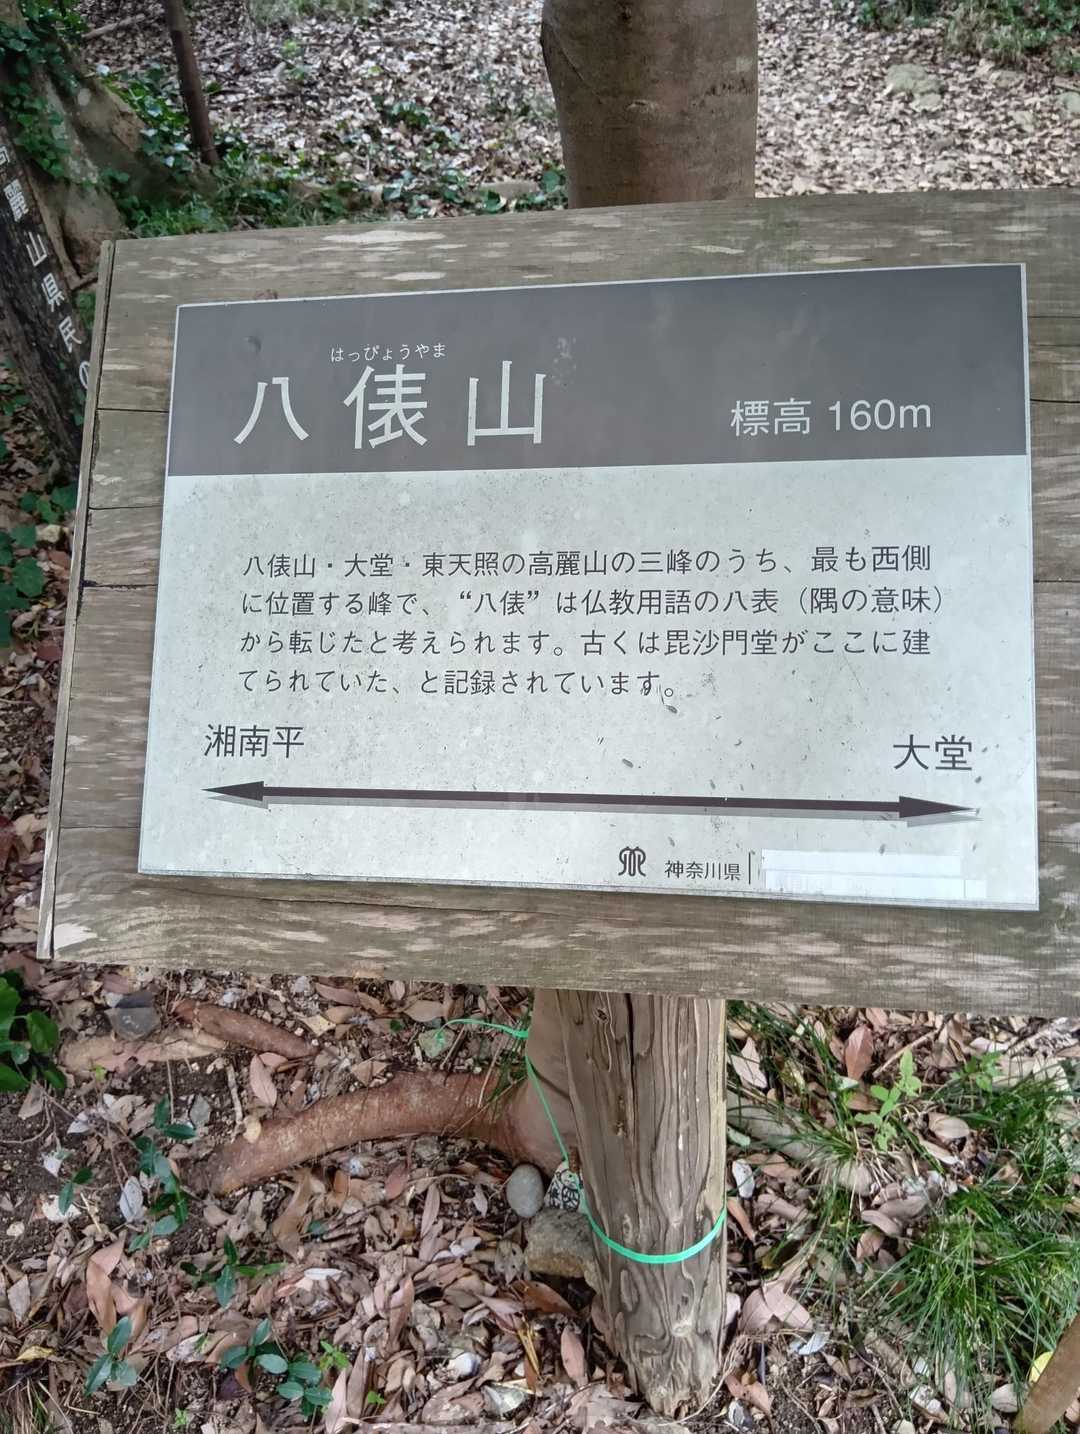 はっぴょうやま
八俵山 標高 160m
八俵山・大堂・東天照の高麗山の三峰のうち、最も西側
に位置する峰で、“八俵”は仏教用語の八表（隅の意味）
から転じたと考えられます。古くは毘沙門堂がここに建
てられていた、と記録されています。
湘南平 大堂
神奈川県
麗山県民